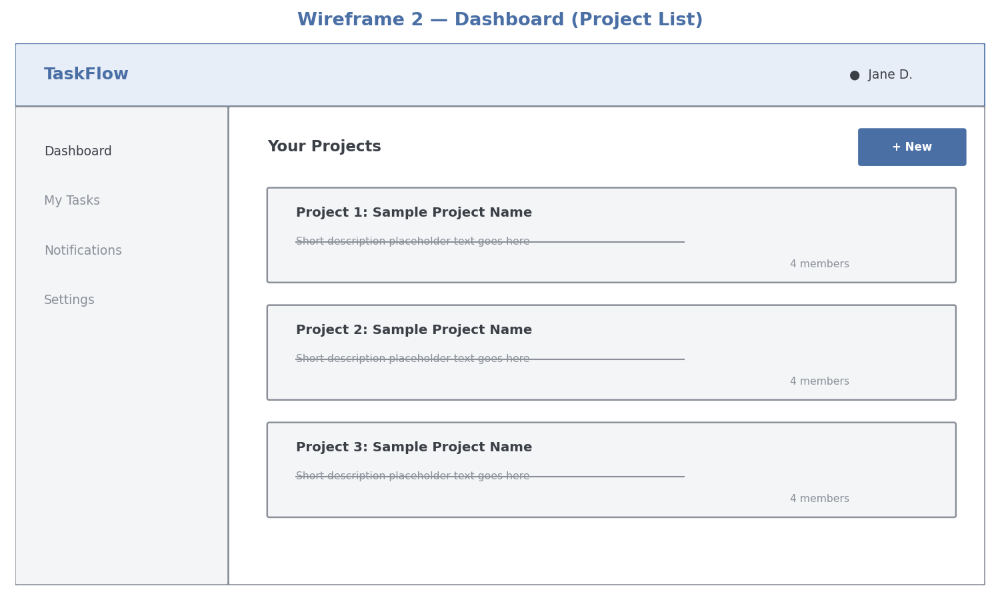 Wireframe 2 — Dashboard (Project List)
TaskFlow
● Jane D.
Dashboard
My Tasks
Notifications
Settings
Your Projects
+ New
Project 1: Sample Project Name
Short description placeholder text goes here
4 members
Project 2: Sample Project Name
Short description placeholder text goes here
4 members
Project 3: Sample Project Name
Short description placeholder text goes here
4 members